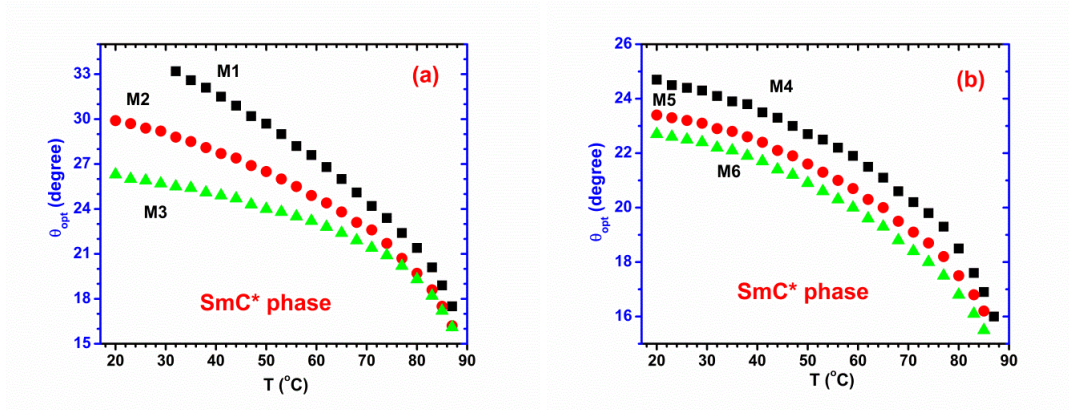 (a)
M1
M2
M3
SmC* phase
θopt (degree)
33
30
27
24
21
18
15
20 30 40 50 60 70 80 90
T (°C)
(b)
M4
M5
M6
SmC* phase
θopt (degree)
26
24
22
20
18
16
20 30 40 50 60 70 80 90
T (°C)